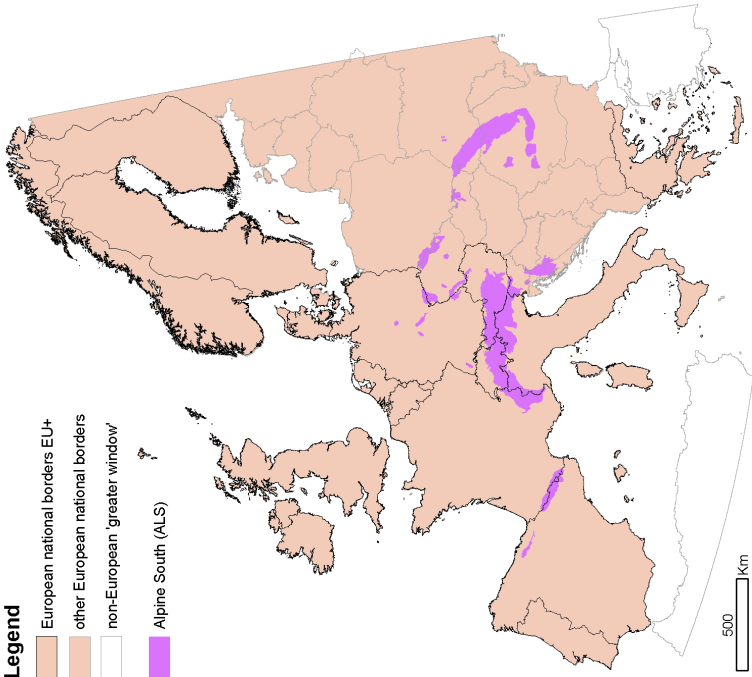 Legend
European national borders EU+
other European national borders
non-European 'greater window'
Alpine South (ALS)
500
Km